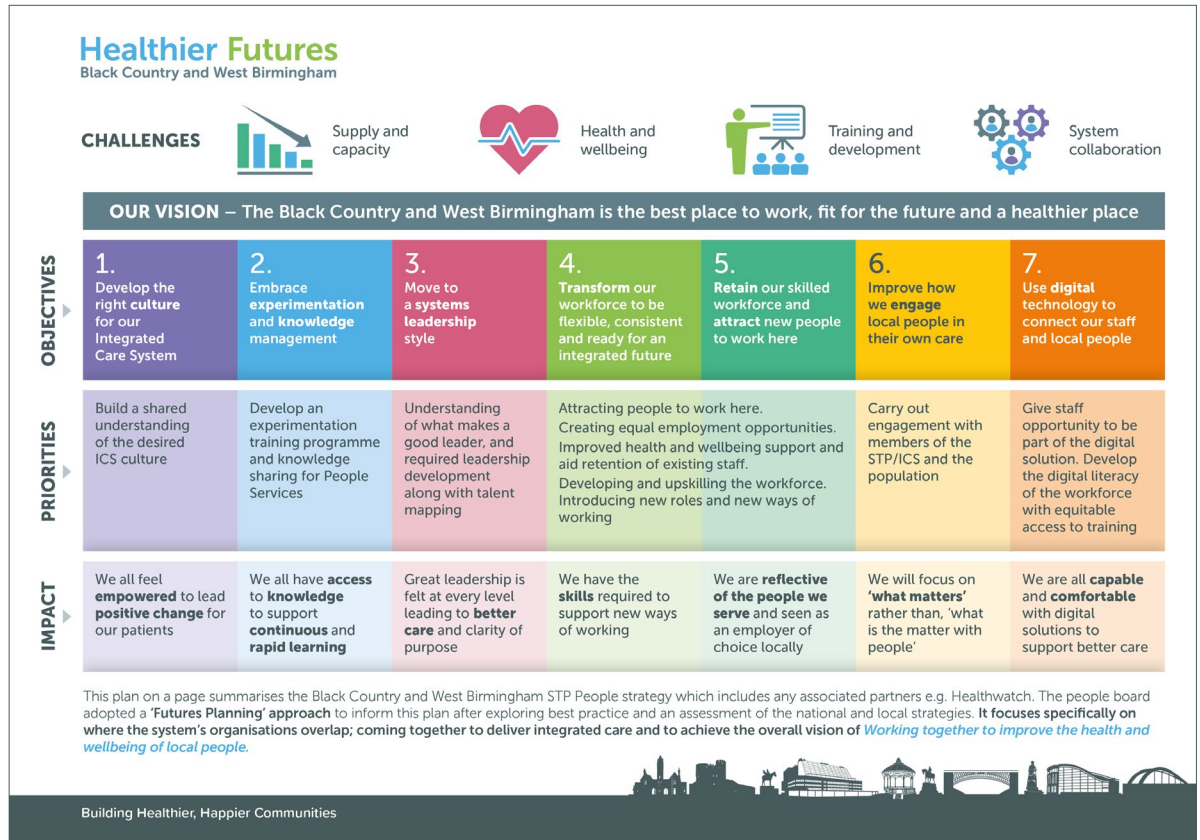 Healthier Futures
Black Country and West Birmingham
CHALLENGES
Supply and
capacity
Health and
wellbeing
Training and
development
System
collaboration
OUR VISION – The Black Country and West Birmingham is the best place to work, fit for the future and a healthier place
OBJECTIVES
1.
Develop the
right culture
for our
Integrated
Care System
2.
Embrace
experimentation
and knowledge
management
3.
Move to
a systems
leadership
style
4.
Transform our
workforce to be
flexible, consistent
and ready for an
integrated future
5.
Retain our skilled
workforce and
attract new people
to work here
6.
Improve how
we engage
local people in
their own care
7.
Use digital
technology to
connect our staff
and local people
PRIORITIES
Build a shared
understanding
of the desired
ICS culture
Develop an
experimentation
training programme
and knowledge
sharing for People
Services
Understanding
of what makes a
good leader, and
required leadership
development
along with talent
mapping
Attracting people to work here.
Creating equal employment opportunities.
Improved health and wellbeing support and
aid retention of existing staff.
Developing and upskilling the workforce.
Introducing new roles and new ways of
working
Carry out
engagement with
members of the
STP/ICS and the
population
Give staff
opportunity to be
part of the digital
solution. Develop
the digital literacy
of the workforce
with equitable
access to training
IMPACT
We all feel
empowered to lead
positive change for
our patients
We all have access
to knowledge
to support
continuous and
rapid learning
Great leadership is
felt at every level
leading to better
care and clarity of
purpose
We have the
skills required to
support new ways
of working
We are reflective
of the people we
serve and seen as
an employer of
choice locally
We will focus on
‘what matters’
rather than, ‘what
is the matter with
people’
We are all capable
and comfortable
with digital
solutions to
support better care
This plan on a page summarises the Black Country and West Birmingham STP People strategy which includes any associated partners e.g. Healthwatch. The people board
adopted a ‘Futures Planning’ approach to inform this plan after exploring best practice and an assessment of the national and local strategies. It focuses specifically on
where the system’s organisations overlap; coming together to deliver integrated care and to achieve the overall vision of Working together to improve the health and
wellbeing of local people.
Building Healthier, Happier Communities